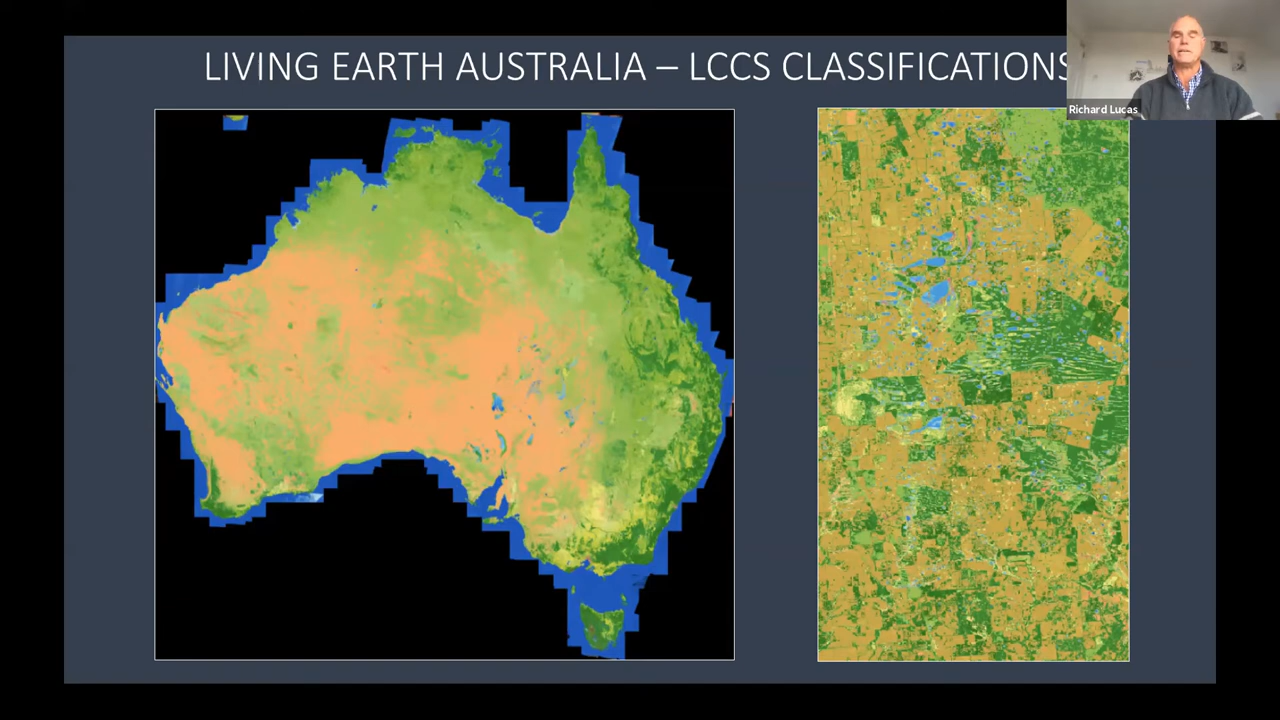 LIVING EARTH AUSTRALIA – LCCS CLASSIFICATIONS
Richard Lucas